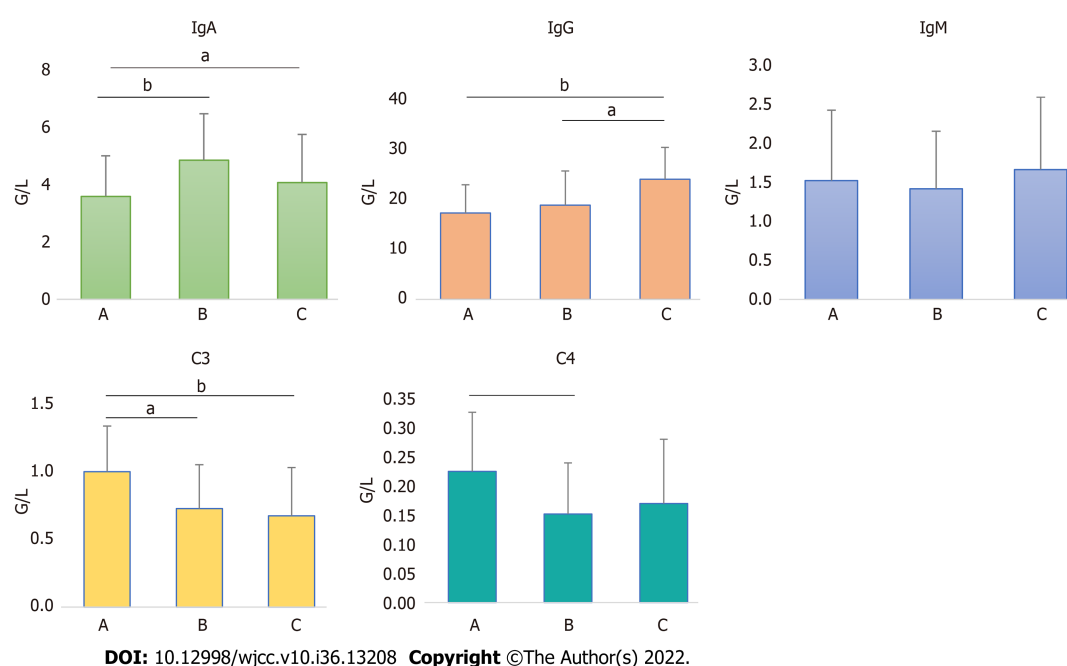 IgA
a
b
8
6
4
2
0
G/L
A B C
IgG
b
a
40
30
20
10
0
G/L
A B C
IgM
3.0
2.5
2.0
1.5
1.0
0.5
0.0
G/L
A B C
C3
b
a
1.5
1.0
0.5
0.0
G/L
A B C
C4
0.35
0.30
0.25
0.20
0.15
0.10
0.05
0.00
G/L
A B C
DOI: 10.12998/wjcc.v10.i36.13208 Copyright ©The Author(s) 2022.